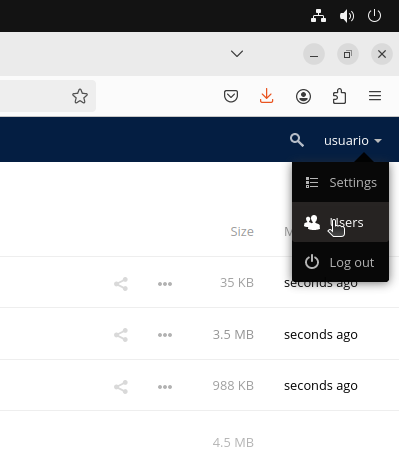 usuario
Settings
Users
Log out
Size
35 KB
seconds ago
3.5 MB
seconds ago
988 KB
seconds ago
4.5 MB